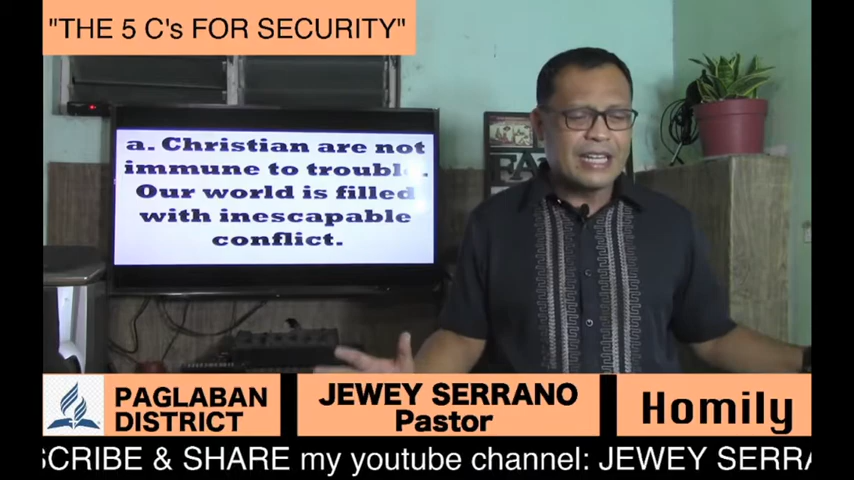 "THE 5 C's FOR SECURITY"
a. Christian are not
immune to trouble.
Our world is filled
with inescapable
conflict.
PAGLABAN
DISTRICT
JEWEY SERRANO
Pastor
Homily
SCRIBE & SHARE my youtube channel: JEWEY SERRA